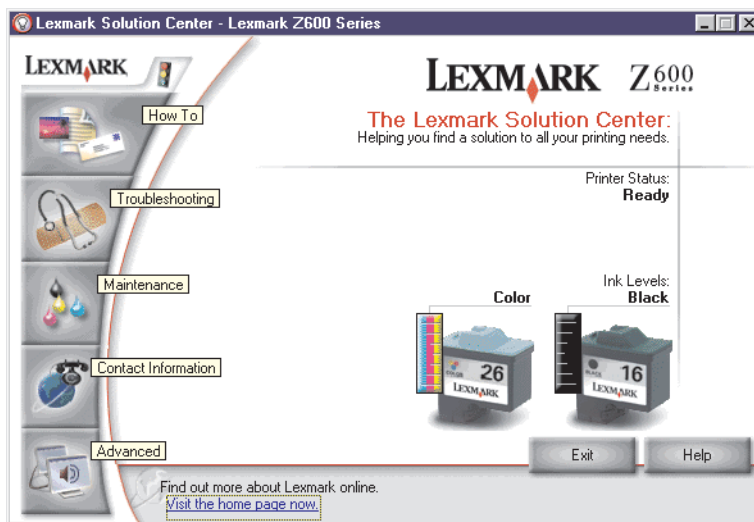 Lexmark Solution Center - Lexmark Z600 Series
LEXMARK
How To
Troubleshooting
Maintenance
Contact Information
Advanced
LEXMARK Z600
Series
The Lexmark Solution Center:
Helping you find a solution to all your printing needs.
Printer Status:
Ready
Ink Levels:
Color
Black
COLOR 26
LEXMARK
BLACK 16
LEXMARK
Exit
Help
Find out more about Lexmark online.
Visit the home page now.